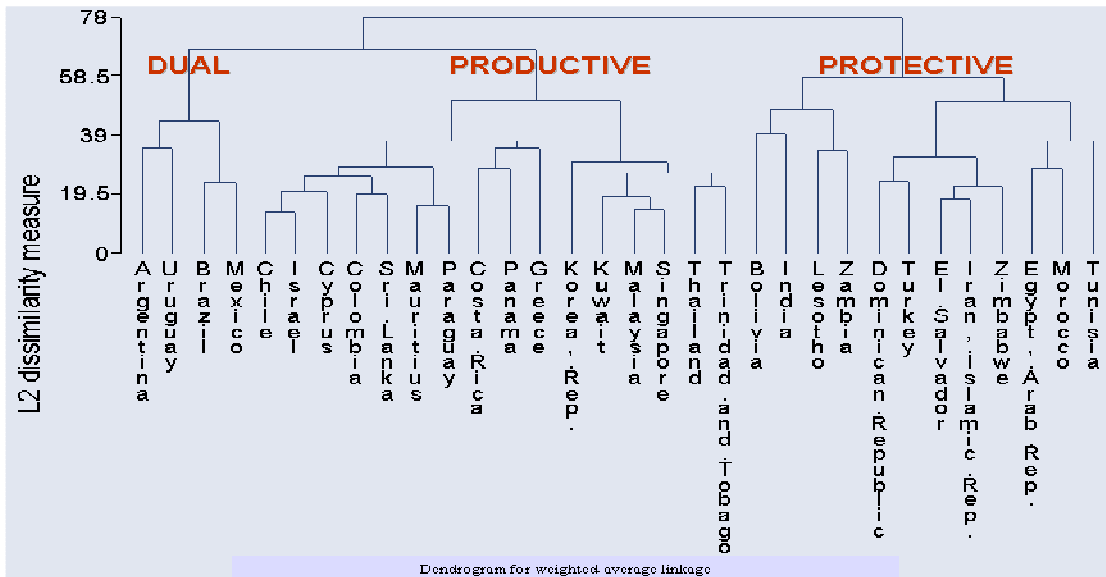 78
DUAL PRODUCTIVE PROTECTIVE
58.5
39
19.5
0
L2 dissimilarity measure
Argentina
Uruguay
Brazil
Mexico
Chile
Israel
Cyprus
Colombia
Sri.Lanka
Mauritius
Paraguay
Costa.Rica
Panama
Greece
Korea,.Rep.
Kuwait
Malaysia
Singapore
Thailand
Trinidad.and.Tobago
Bolivia
India
Lesotho
Zambia
Dominican.Republic
Turkey
El.Salvador
Iran,.Islamic.Rep.
Zimbabwe
Egypt,.Arab.Rep.
Morocco
Tunisia
Dendrogram for weighted average linkage